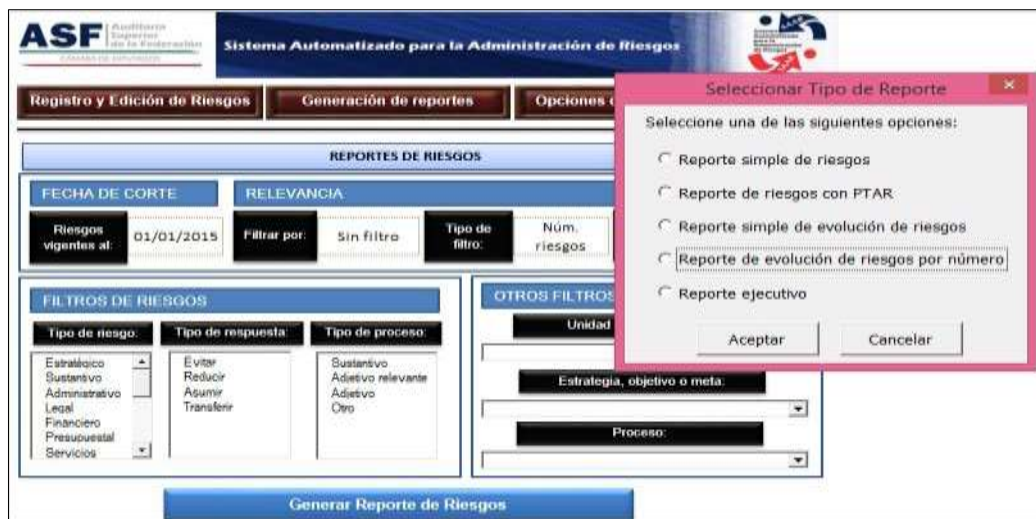 ASF Auditoría
Superior
de la Federación
CÁMARA DE DIPUTADOS
Sistema Automatizado para la Administración de Riesgos
Registro y Edición de Riesgos
Generación de reportes
Opciones
REPORTES DE RIESGOS
FECHA DE CORTE
RELEVANCIA
Riesgos
vigentes al:
01/01/2015
Filtrar por:
Sin filtro
Tipo de
filtro:
Núm.
riesgos
FILTROS DE RIESGOS
Tipo de riesgo:
Tipo de respuesta:
Tipo de proceso:
Estratégico
Sustantivo
Administrativo
Legal
Financiero
Presupuestal
Servicios
Evitar
Reducir
Asumir
Transferir
Sustantivo
Adjetivo relevante
Adjetivo
Otro
OTROS FILTROS
Unidad
Estrategia, objetivo o meta:
Proceso:
Generar Reporte de Riesgos
Seleccionar Tipo de Reporte
Seleccione una de las siguientes opciones:
Reporte simple de riesgos
Reporte de riesgos con PTAR
Reporte simple de evolución de riesgos
Reporte de evolución de riesgos por número
Reporte ejecutivo
Aceptar
Cancelar